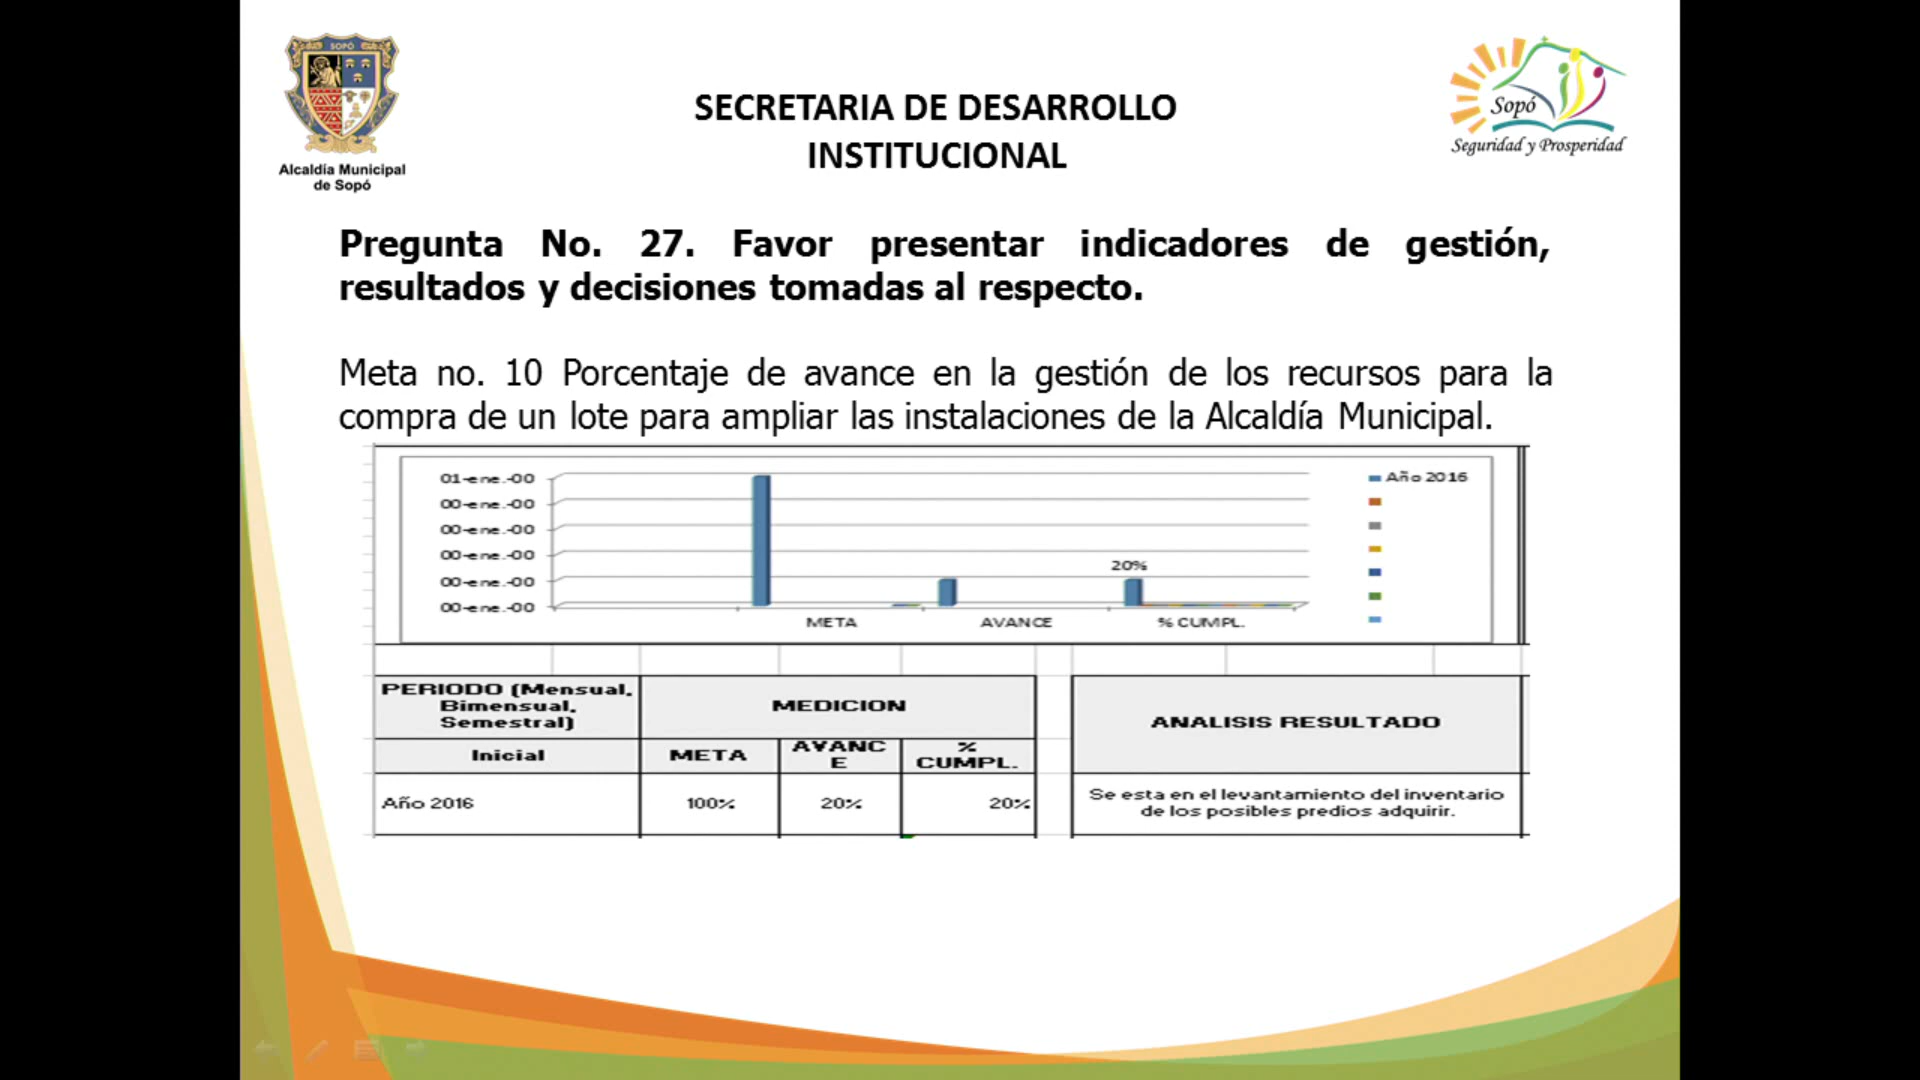 SOPÓ
Alcaldía Municipal
de Sopó
SECRETARIA DE DESARROLLO
INSTITUCIONAL
Sopó
Seguridad y Prosperidad
Pregunta No. 27. Favor presentar indicadores de gestión,
resultados y decisiones tomadas al respecto.
Meta no. 10 Porcentaje de avance en la gestión de los recursos para la
compra de un lote para ampliar las instalaciones de la Alcaldía Municipal.
01-ene.-00
00-ene.-00
00-ene.-00
00-ene.-00
00-ene.-00
00-ene.-00
20%
META
AVANCE
% CUMPL.
Año 2016
PERIODO (Mensual,
Bimensual,
Semestral)
MEDICION
ANALISIS RESULTADO
Inicial
META
AVANC
E
%
CUMPL.
Año 2016
100%
20%
20%
Se esta en el levantamiento del inventario
de los posibles predios adquirir.